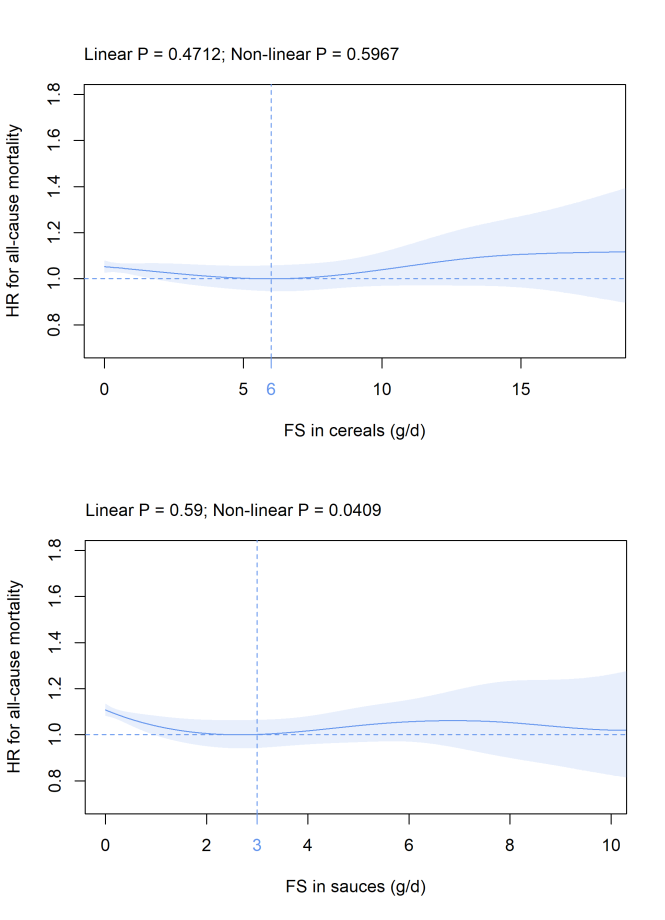 Linear P = 0.4712; Non-linear P = 0.5967
HR for all-cause mortality
1.8
1.6
1.4
1.2
1.0
0.8
0 5 6 10 15
FS in cereals (g/d)
Linear P = 0.59; Non-linear P = 0.0409
HR for all-cause mortality
1.8
1.6
1.4
1.2
1.0
0.8
0 2 3 4 6 8 10
FS in sauces (g/d)